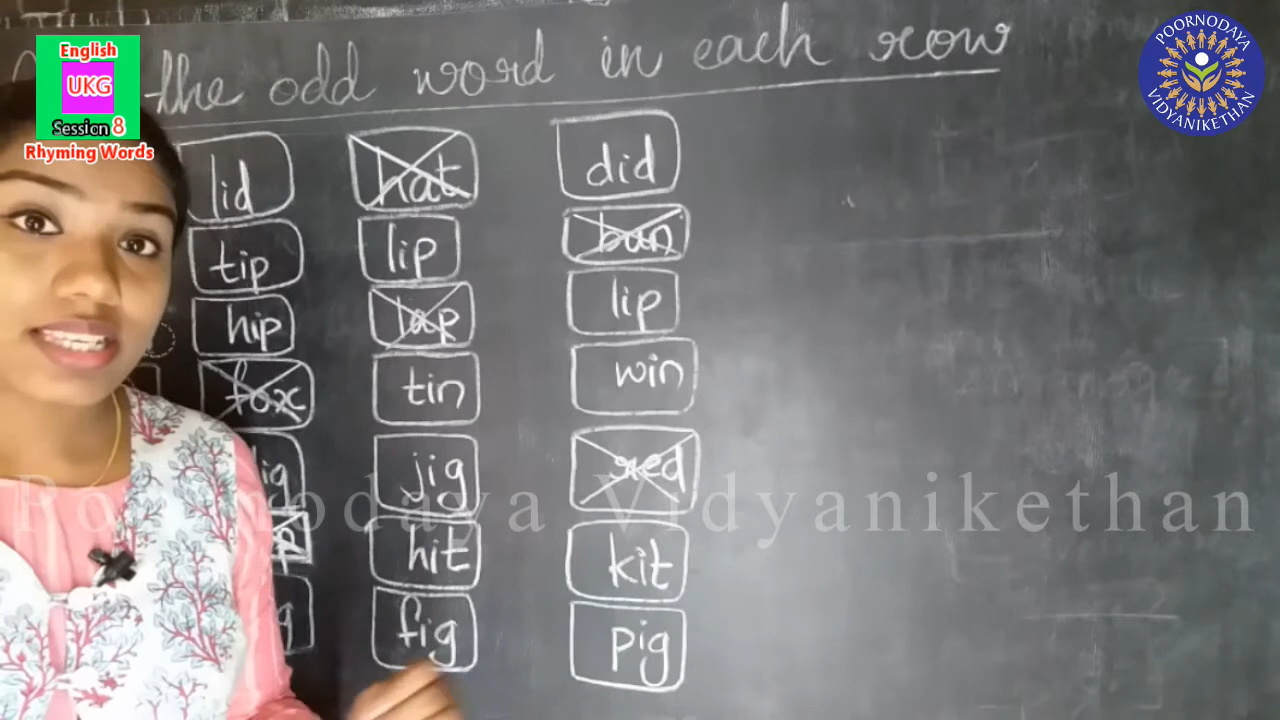 English
UKG
Session 8
Rhyming Words
POORNODAYA
VIDYANIKETHAN
the odd word in each row
lid hat did
tip lip bun
hip lap lip
fox tin win
jig red
hit kit
fig pig
Poornodaya Vidyanikethan